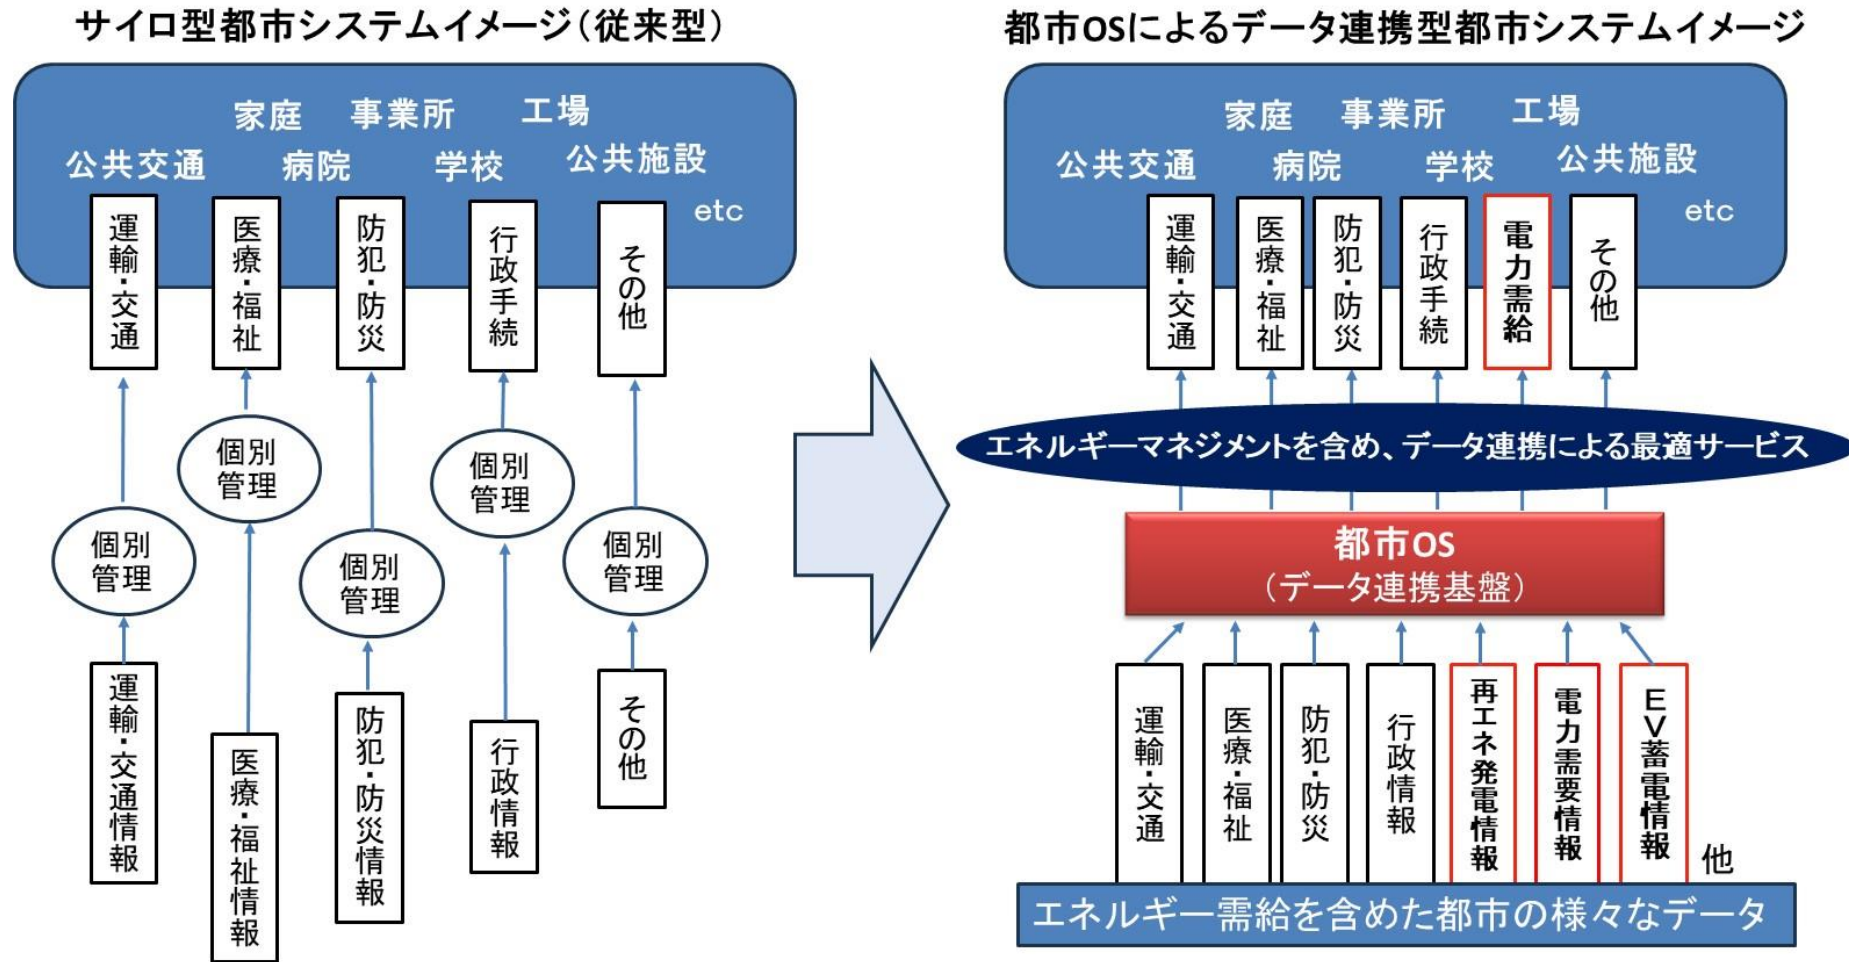 サイロ型都市システムイメージ(従来型)
家庭 事業所 工場
公共交通 病院 学校 公共施設
etc
運輸・交通
医療・福祉
防犯・防災
行政手続
その他
個別
管理
個別
管理
個別
管理
個別
管理
個別
管理
運輸・交通情報
医療・福祉情報
防犯・防災情報
行政情報
その他
都市OSによるデータ連携型都市システムイメージ
家庭 事業所 工場
公共交通 病院 学校 公共施設
etc
運輸・交通
医療・福祉
防犯・防災
行政手続
電力需給
その他
エネルギーマネジメントを含め、データ連携による最適サービス
都市OS
(データ連携基盤)
運輸・交通
医療・福祉
防犯・防災
行政情報
再エネ発電情報
電力需要情報
EV蓄電情報
他
エネルギー需給を含めた都市の様々なデータ